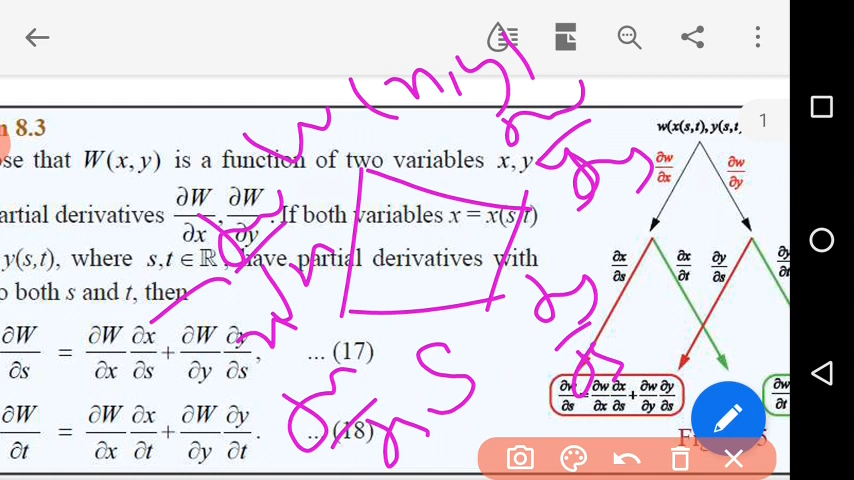 n 8.3
ose that W(x, y) is a function of two variables x, y
artial derivatives ∂W/∂x, ∂W/∂y. If both variables x = x(s,t)
y(s,t), where s,t ∈ ℝ, have partial derivatives with
o both s and t, then
∂W/∂s = ∂W/∂x ∂x/∂s + ∂W/∂y ∂y/∂s, ... (17)
∂W/∂t = ∂W/∂x ∂x/∂t + ∂W/∂y ∂y/∂t. ... (18)
w(x(s,t),y(s,t
1
∂w/∂x ∂w/∂y
∂x/∂s ∂x/∂t ∂y/∂s
∂w/∂s = ∂w/∂x ∂x/∂s + ∂w/∂y ∂y/∂s
∂w/∂t